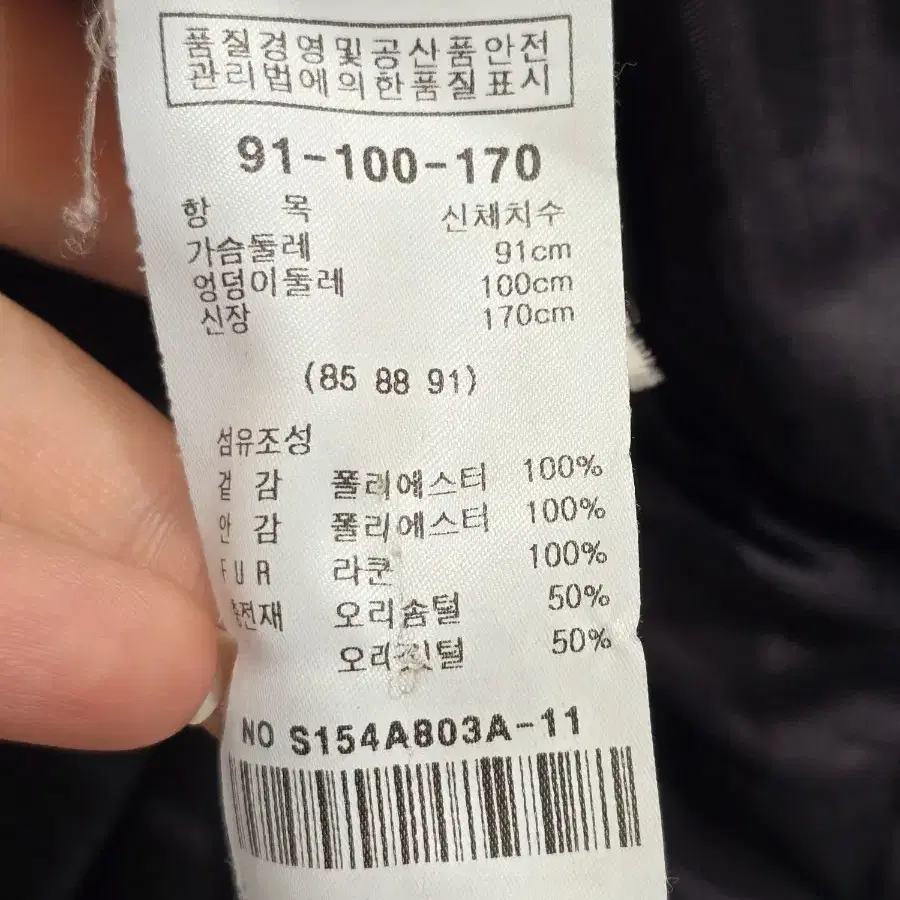 품질경영및공산품안전
관리법에의한품질표시
91-100-170
항 목 신체치수
가슴둘레 91cm
엉덩이둘레 100cm
신장 170cm
(85 88 91)
섬유조성
겉감 폴리에스터 100%
안감 폴리에스터 100%
FUR 라쿤 100%
충전재 오리솜털 50%
오리깃털 50%
NO S154A803A-11